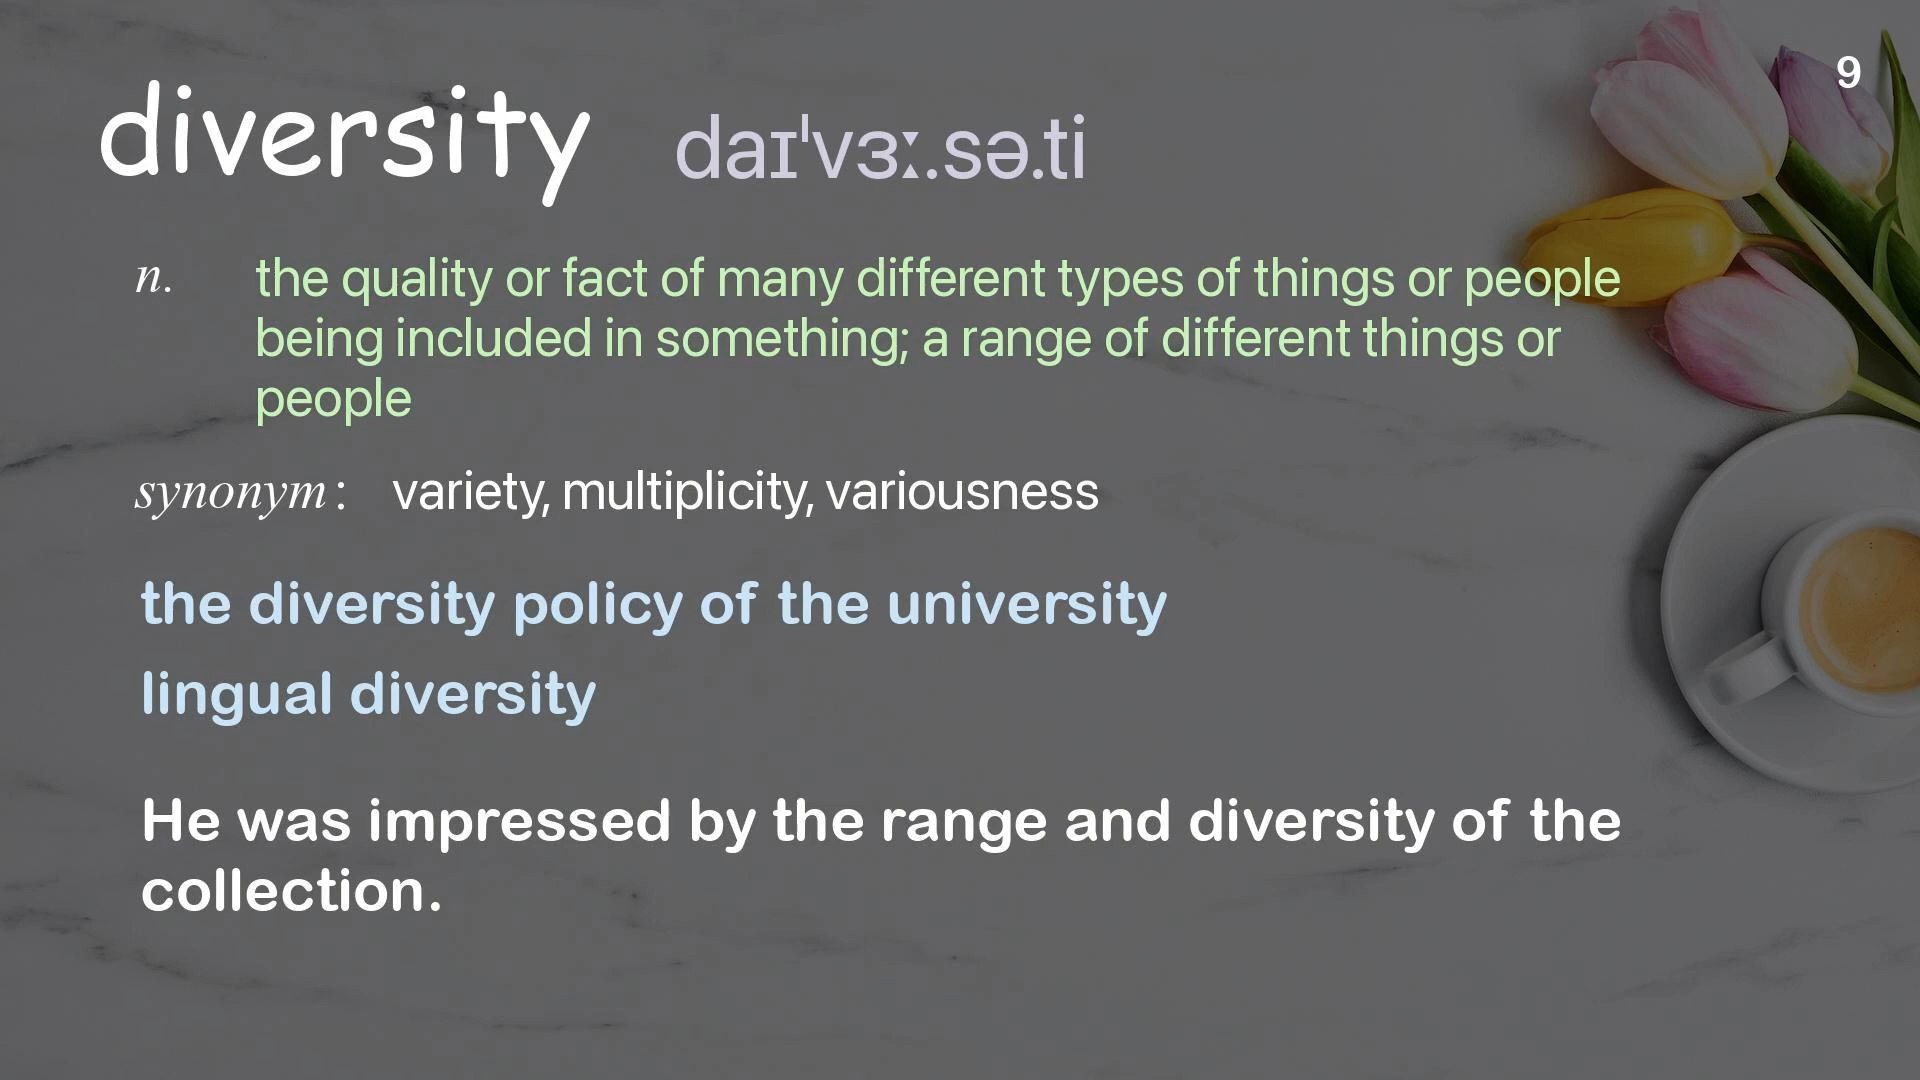 9
diversity daɪˈvɜː.sə.ti
n. the quality or fact of many different types of things or people
being included in something; a range of different things or
people
synonym: variety, multiplicity, variousness
the diversity policy of the university
lingual diversity
He was impressed by the range and diversity of the
collection.